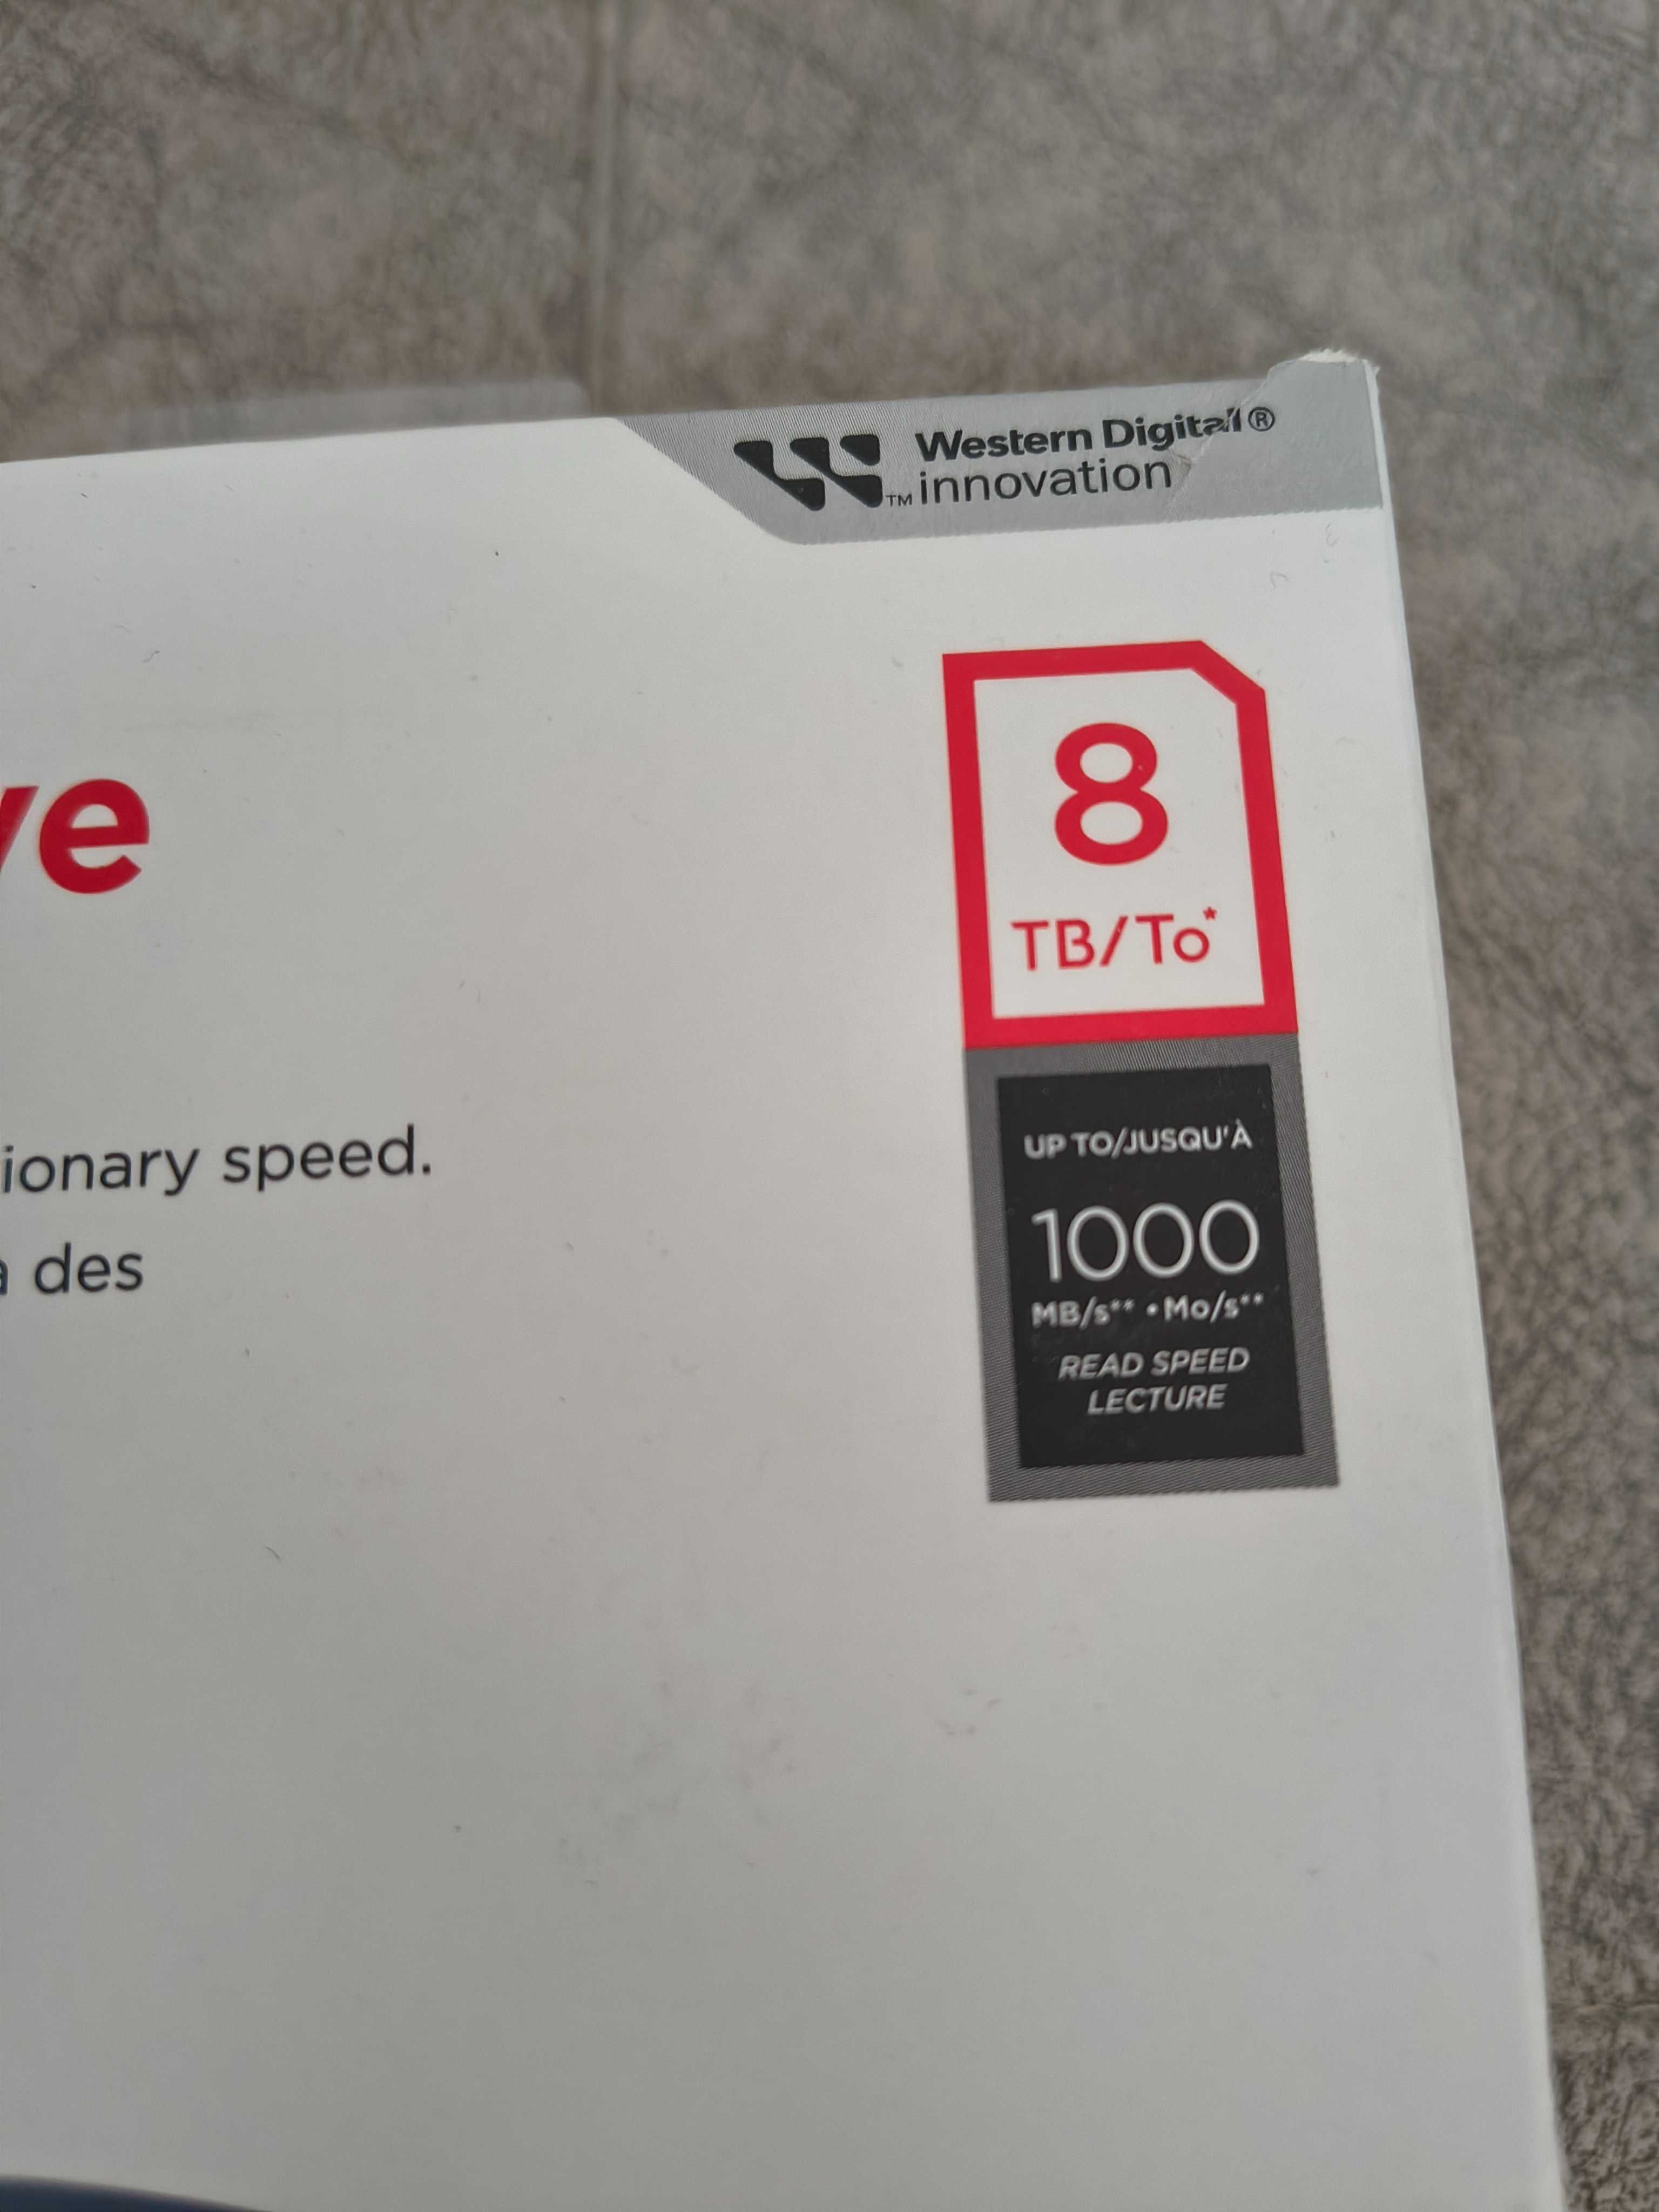 Western Digital®
™ innovation
8
TB/To*
ve
UP TO/JUSQU'À
ionary speed.
1000
à des
MB/s** • Mo/s**
READ SPEED
LECTURE